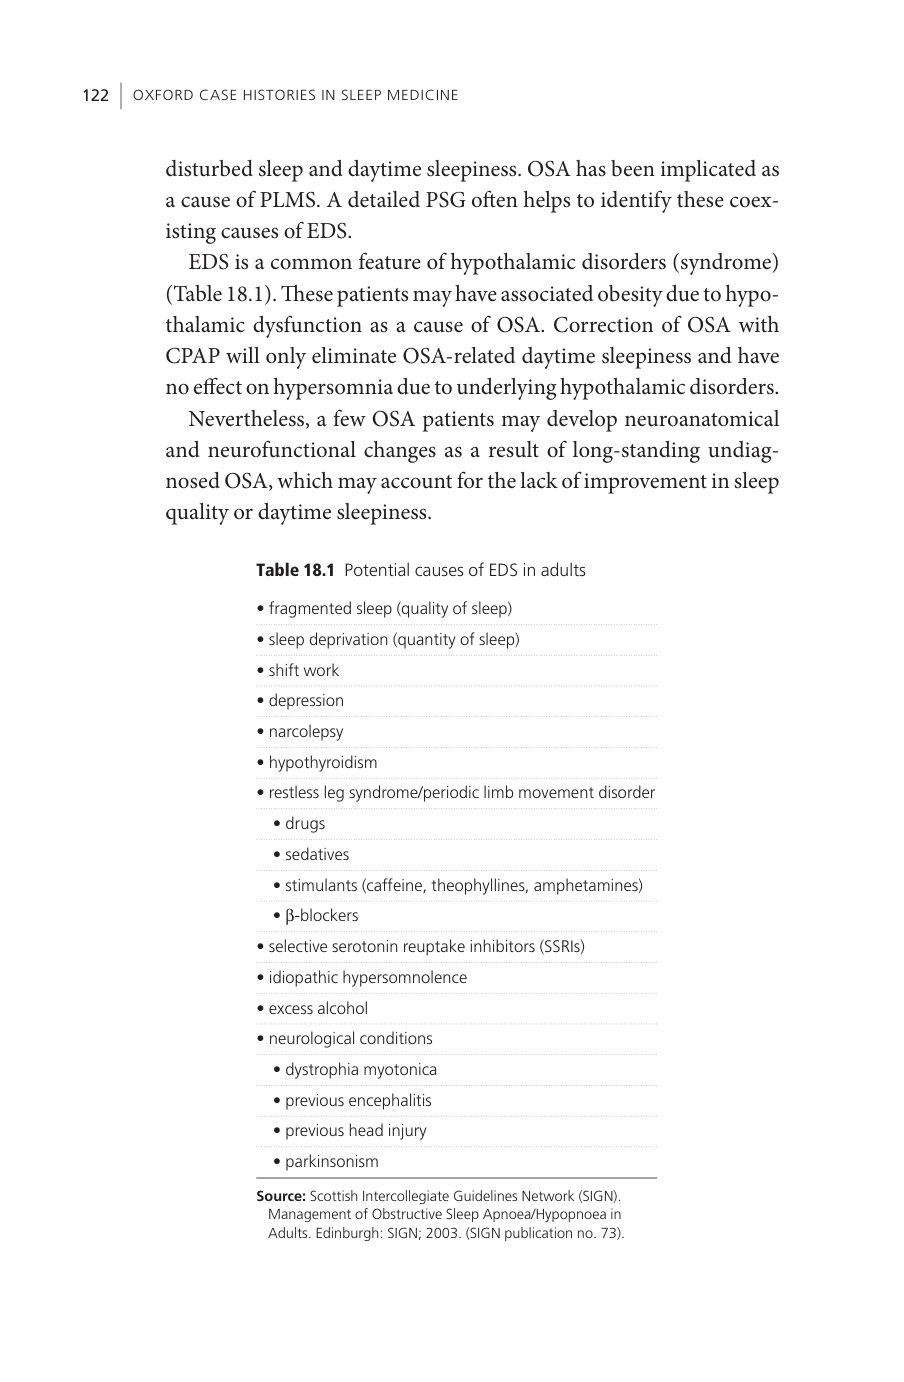 122 OXFORD CASE HISTORIES IN SLEEP MEDICINE
disturbed sleep and daytime sleepiness. OSA has been implicated as
a cause of PLMS. A detailed PSG often helps to identify these coex-
isting causes of EDS.
EDS is a common feature of hypothalamic disorders (syndrome)
(Table 18.1). These patients may have associated obesity due to hypo-
thalamic dysfunction as a cause of OSA. Correction of OSA with
CPAP will only eliminate OSA-related daytime sleepiness and have
no effect on hypersomnia due to underlying hypothalamic disorders.
Nevertheless, a few OSA patients may develop neuroanatomical
and neurofunctional changes as a result of long-standing undiag-
nosed OSA, which may account for the lack of improvement in sleep
quality or daytime sleepiness.
Table 18.1 Potential causes of EDS in adults
• fragmented sleep (quality of sleep)
• sleep deprivation (quantity of sleep)
• shift work
• depression
• narcolepsy
• hypothyroidism
• restless leg syndrome/periodic limb movement disorder
• drugs
• sedatives
• stimulants (caffeine, theophyllines, amphetamines)
• β-blockers
• selective serotonin reuptake inhibitors (SSRIs)
• idiopathic hypersomnolence
• excess alcohol
• neurological conditions
• dystrophia myotonica
• previous encephalitis
• previous head injury
• parkinsonism
Source: Scottish Intercollegiate Guidelines Network (SIGN).
Management of Obstructive Sleep Apnoea/Hypopnoea in
Adults. Edinburgh: SIGN; 2003. (SIGN publication no. 73).